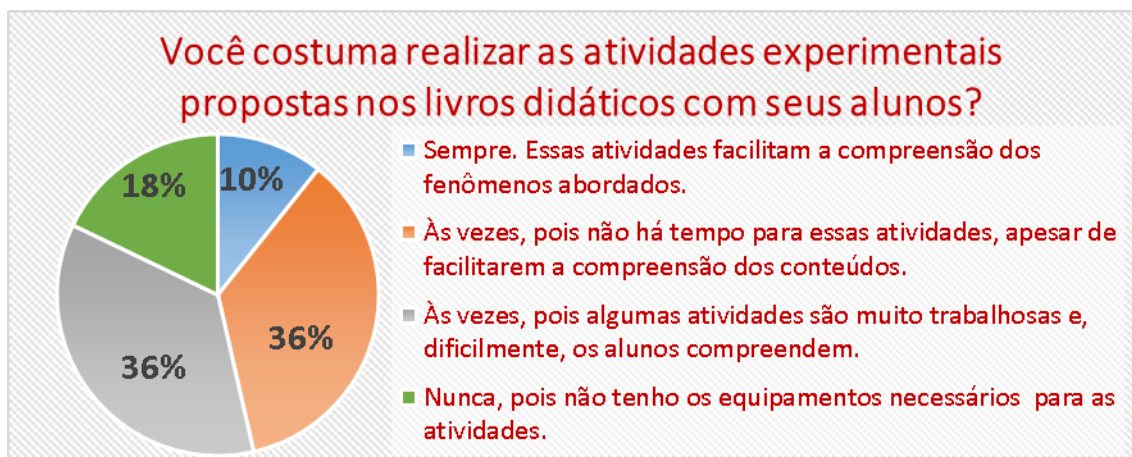 Você costuma realizar as atividades experimentais
propostas nos livros didáticos com seus alunos?
18%
10%
36%
36%
Sempre. Essas atividades facilitam a compreensão dos
fenômenos abordados.
Às vezes, pois não há tempo para essas atividades, apesar de
facilitarem a compreensão dos conteúdos.
Às vezes, pois algumas atividades são muito trabalhosas e,
dificilmente, os alunos compreendem.
Nunca, pois não tenho os equipamentos necessários para as
atividades.